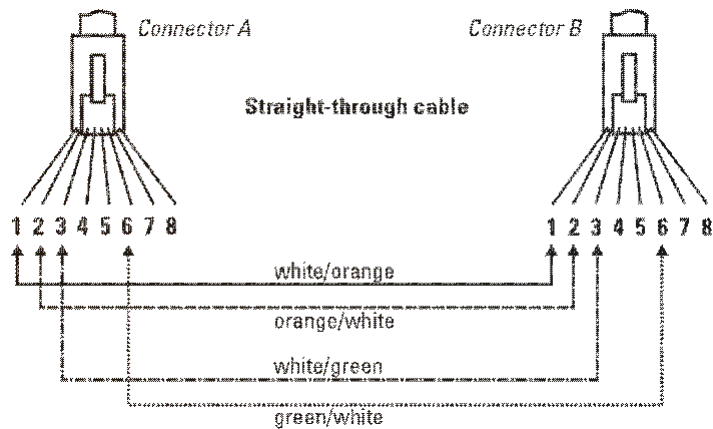 Connector A Connector B
Straight-through cable
1 2 3 4 5 6 7 8 1 2 3 4 5 6 7 8
white/orange
orange/white
white/green
green/white